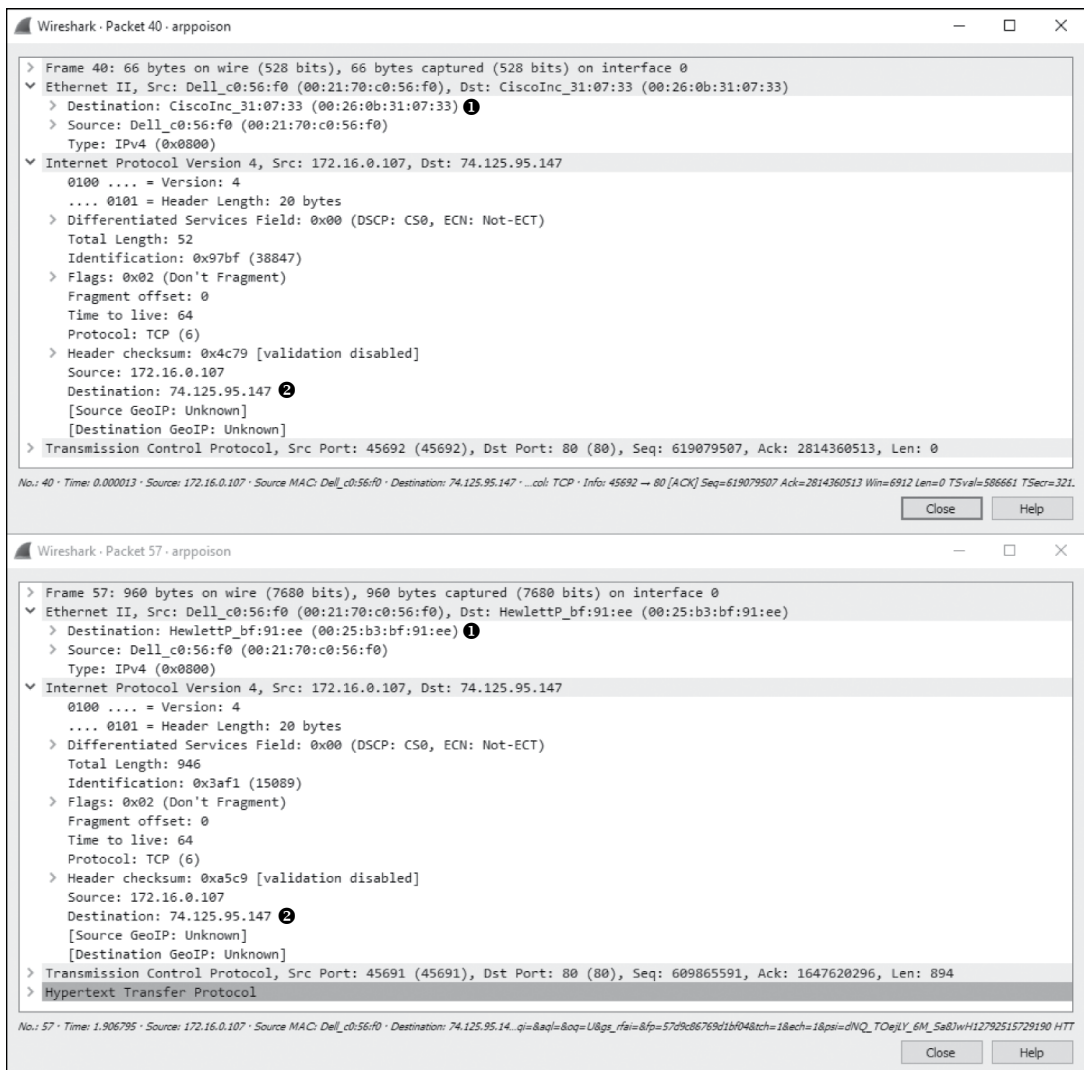 Wireshark · Packet 40 · arppoison
> Frame 40: 66 bytes on wire (528 bits), 66 bytes captured (528 bits) on interface 0
Ethernet II, Src: Dell_c0:56:f0 (00:21:70:c0:56:f0), Dst: CiscoInc_31:07:33 (00:26:0b:31:07:33)
> Destination: CiscoInc_31:07:33 (00:26:0b:31:07:33) ❶
> Source: Dell_c0:56:f0 (00:21:70:c0:56:f0)
Type: IPv4 (0x0800)
Internet Protocol Version 4, Src: 172.16.0.107, Dst: 74.125.95.147
0100 .... = Version: 4
.... 0101 = Header Length: 20 bytes
> Differentiated Services Field: 0x00 (DSCP: CS0, ECN: Not-ECT)
Total Length: 52
Identification: 0x97bf (38847)
> Flags: 0x02 (Don't Fragment)
Fragment offset: 0
Time to live: 64
Protocol: TCP (6)
> Header checksum: 0x4c79 [validation disabled]
Source: 172.16.0.107
Destination: 74.125.95.147 ❷
[Source GeoIP: Unknown]
[Destination GeoIP: Unknown]
> Transmission Control Protocol, Src Port: 45692 (45692), Dst Port: 80 (80), Seq: 619079507, Ack: 2814360513, Len: 0
No.: 40 · Time: 0.000013 · Source: 172.16.0.107 · Source MAC: Dell_c0:56:f0 · Destination: 74.125.95.147 · ...col: TCP · Info: 45692 → 80 [ACK] Seq=619079507 Ack=2814360513 Win=6912 Len=0 TSval=586661 TSecr=321.
Close Help
Wireshark · Packet 57 · arppoison
> Frame 57: 960 bytes on wire (7680 bits), 960 bytes captured (7680 bits) on interface 0
Ethernet II, Src: Dell_c0:56:f0 (00:21:70:c0:56:f0), Dst: HewlettP_bf:91:ee (00:25:b3:bf:91:ee)
> Destination: HewlettP_bf:91:ee (00:25:b3:bf:91:ee) ❶
> Source: Dell_c0:56:f0 (00:21:70:c0:56:f0)
Type: IPv4 (0x0800)
Internet Protocol Version 4, Src: 172.16.0.107, Dst: 74.125.95.147
0100 .... = Version: 4
.... 0101 = Header Length: 20 bytes
> Differentiated Services Field: 0x00 (DSCP: CS0, ECN: Not-ECT)
Total Length: 946
Identification: 0x3af1 (15089)
> Flags: 0x02 (Don't Fragment)
Fragment offset: 0
Time to live: 64
Protocol: TCP (6)
> Header checksum: 0xa5c9 [validation disabled]
Source: 172.16.0.107
Destination: 74.125.95.147 ❷
[Source GeoIP: Unknown]
[Destination GeoIP: Unknown]
> Transmission Control Protocol, Src Port: 45691 (45691), Dst Port: 80 (80), Seq: 609865591, Ack: 1647620296, Len: 894
> Hypertext Transfer Protocol
No.: 57 · Time: 1.906795 · Source: 172.16.0.107 · Source MAC: Dell_c0:56:f0 · Destination: 74.125.95.14...qi=&aql=&oq=U&gs_rfai=&fp=57d9c86769d1bf04&tch=1&ech=1&psi=dNQ_TOejLY_6M_Sa8JwH12792515729190 HTT
Close Help